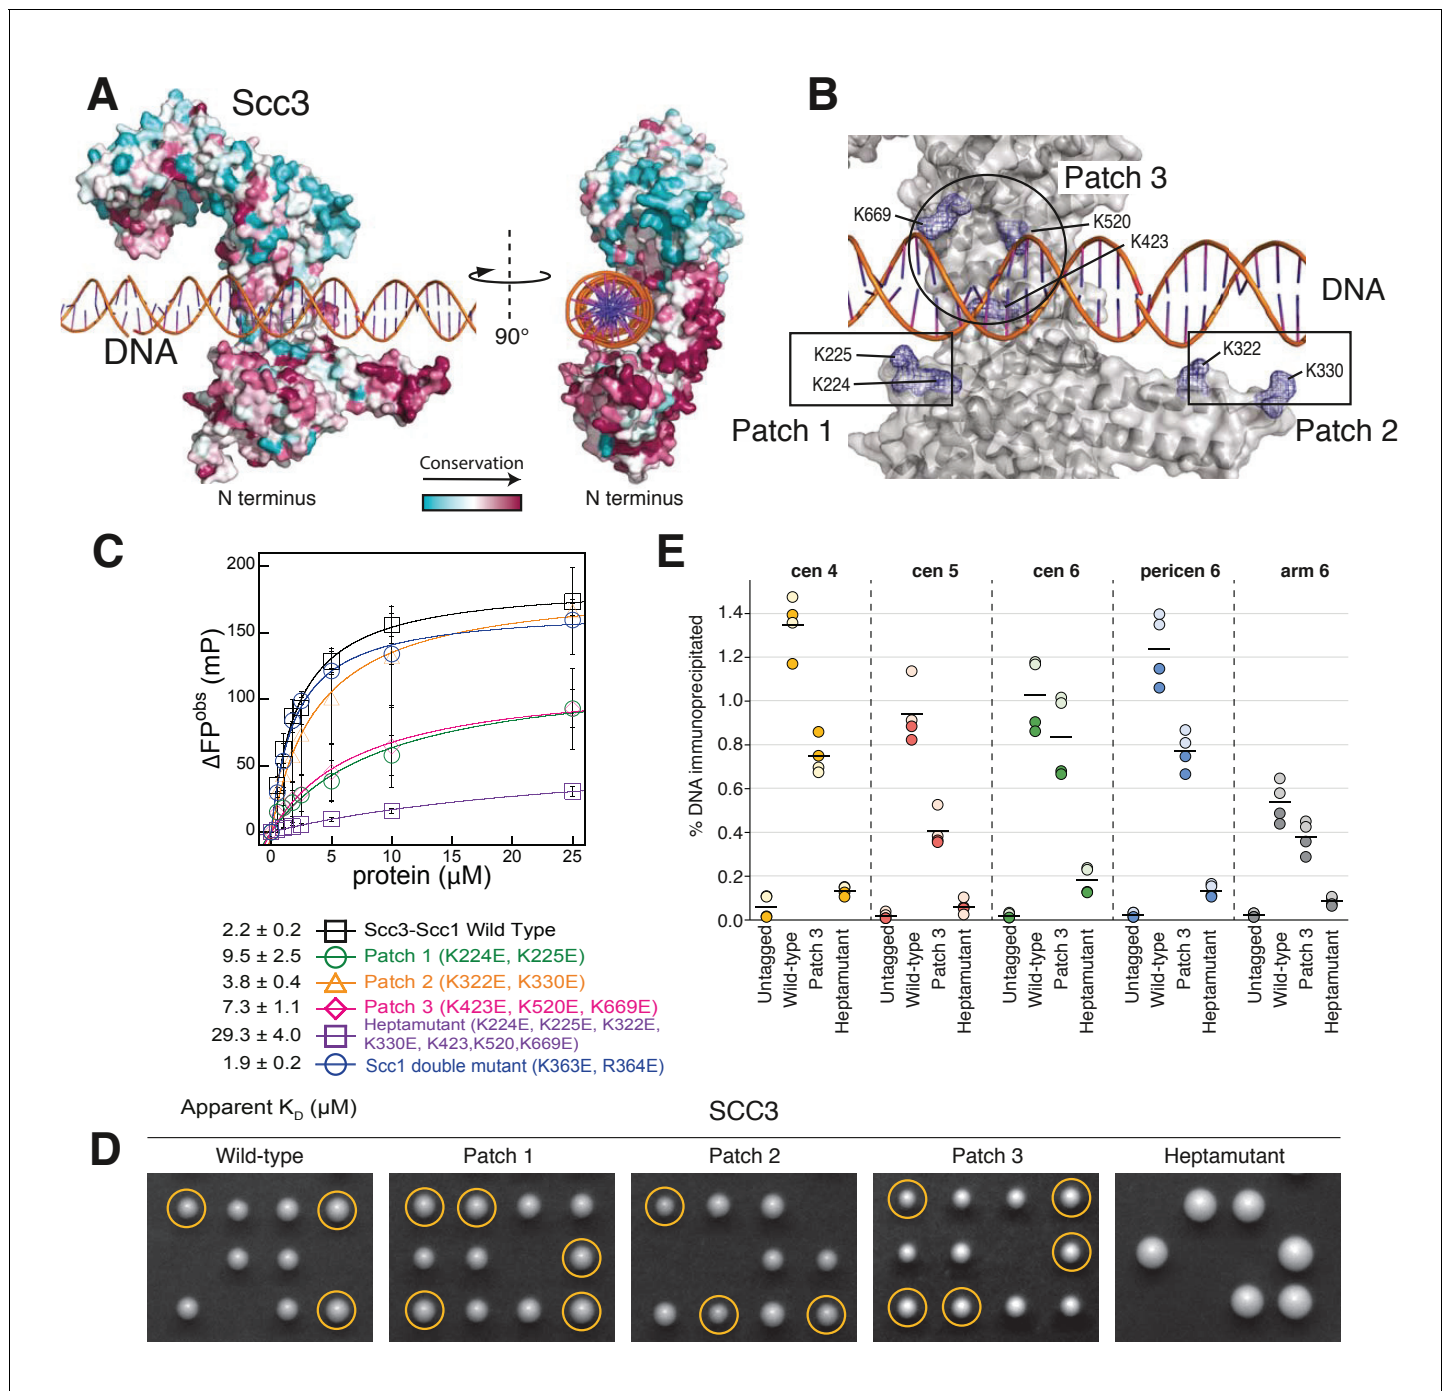 A
Scc3
DNA
90°
N terminus
N terminus
Conservation
B
Patch 3
K669
K520
K423
DNA
K225
K224
K322
K330
Patch 1
Patch 2
C
ΔFPobs (mP)
200
150
100
50
0
0 5 10 15 20 25
protein (μM)
2.2 ± 0.2 Scc3-Scc1 Wild Type
9.5 ± 2.5 Patch 1 (K224E, K225E)
3.8 ± 0.4 Patch 2 (K322E, K330E)
7.3 ± 1.1 Patch 3 (K423E, K520E, K669E)
29.3 ± 4.0 Heptamutant (K224E, K225E, K322E,
K330E, K423,K520,K669E)
1.9 ± 0.2 Scc1 double mutant (K363E, R364E)
Apparent KD (μM)
E
cen 4 cen 5 cen 6 pericen 6 arm 6
% DNA immunoprecipitated
1.4
1.2
1.0
0.8
0.6
0.4
0.2
0.0
Untagged
Wild-type
Patch 3
Heptamutant
Untagged
Wild-type
Patch 3
Heptamutant
Untagged
Wild-type
Patch 3
Heptamutant
Untagged
Wild-type
Patch 3
Heptamutant
Untagged
Wild-type
Patch 3
Heptamutant
SCC3
D
Wild-type Patch 1 Patch 2 Patch 3 Heptamutant